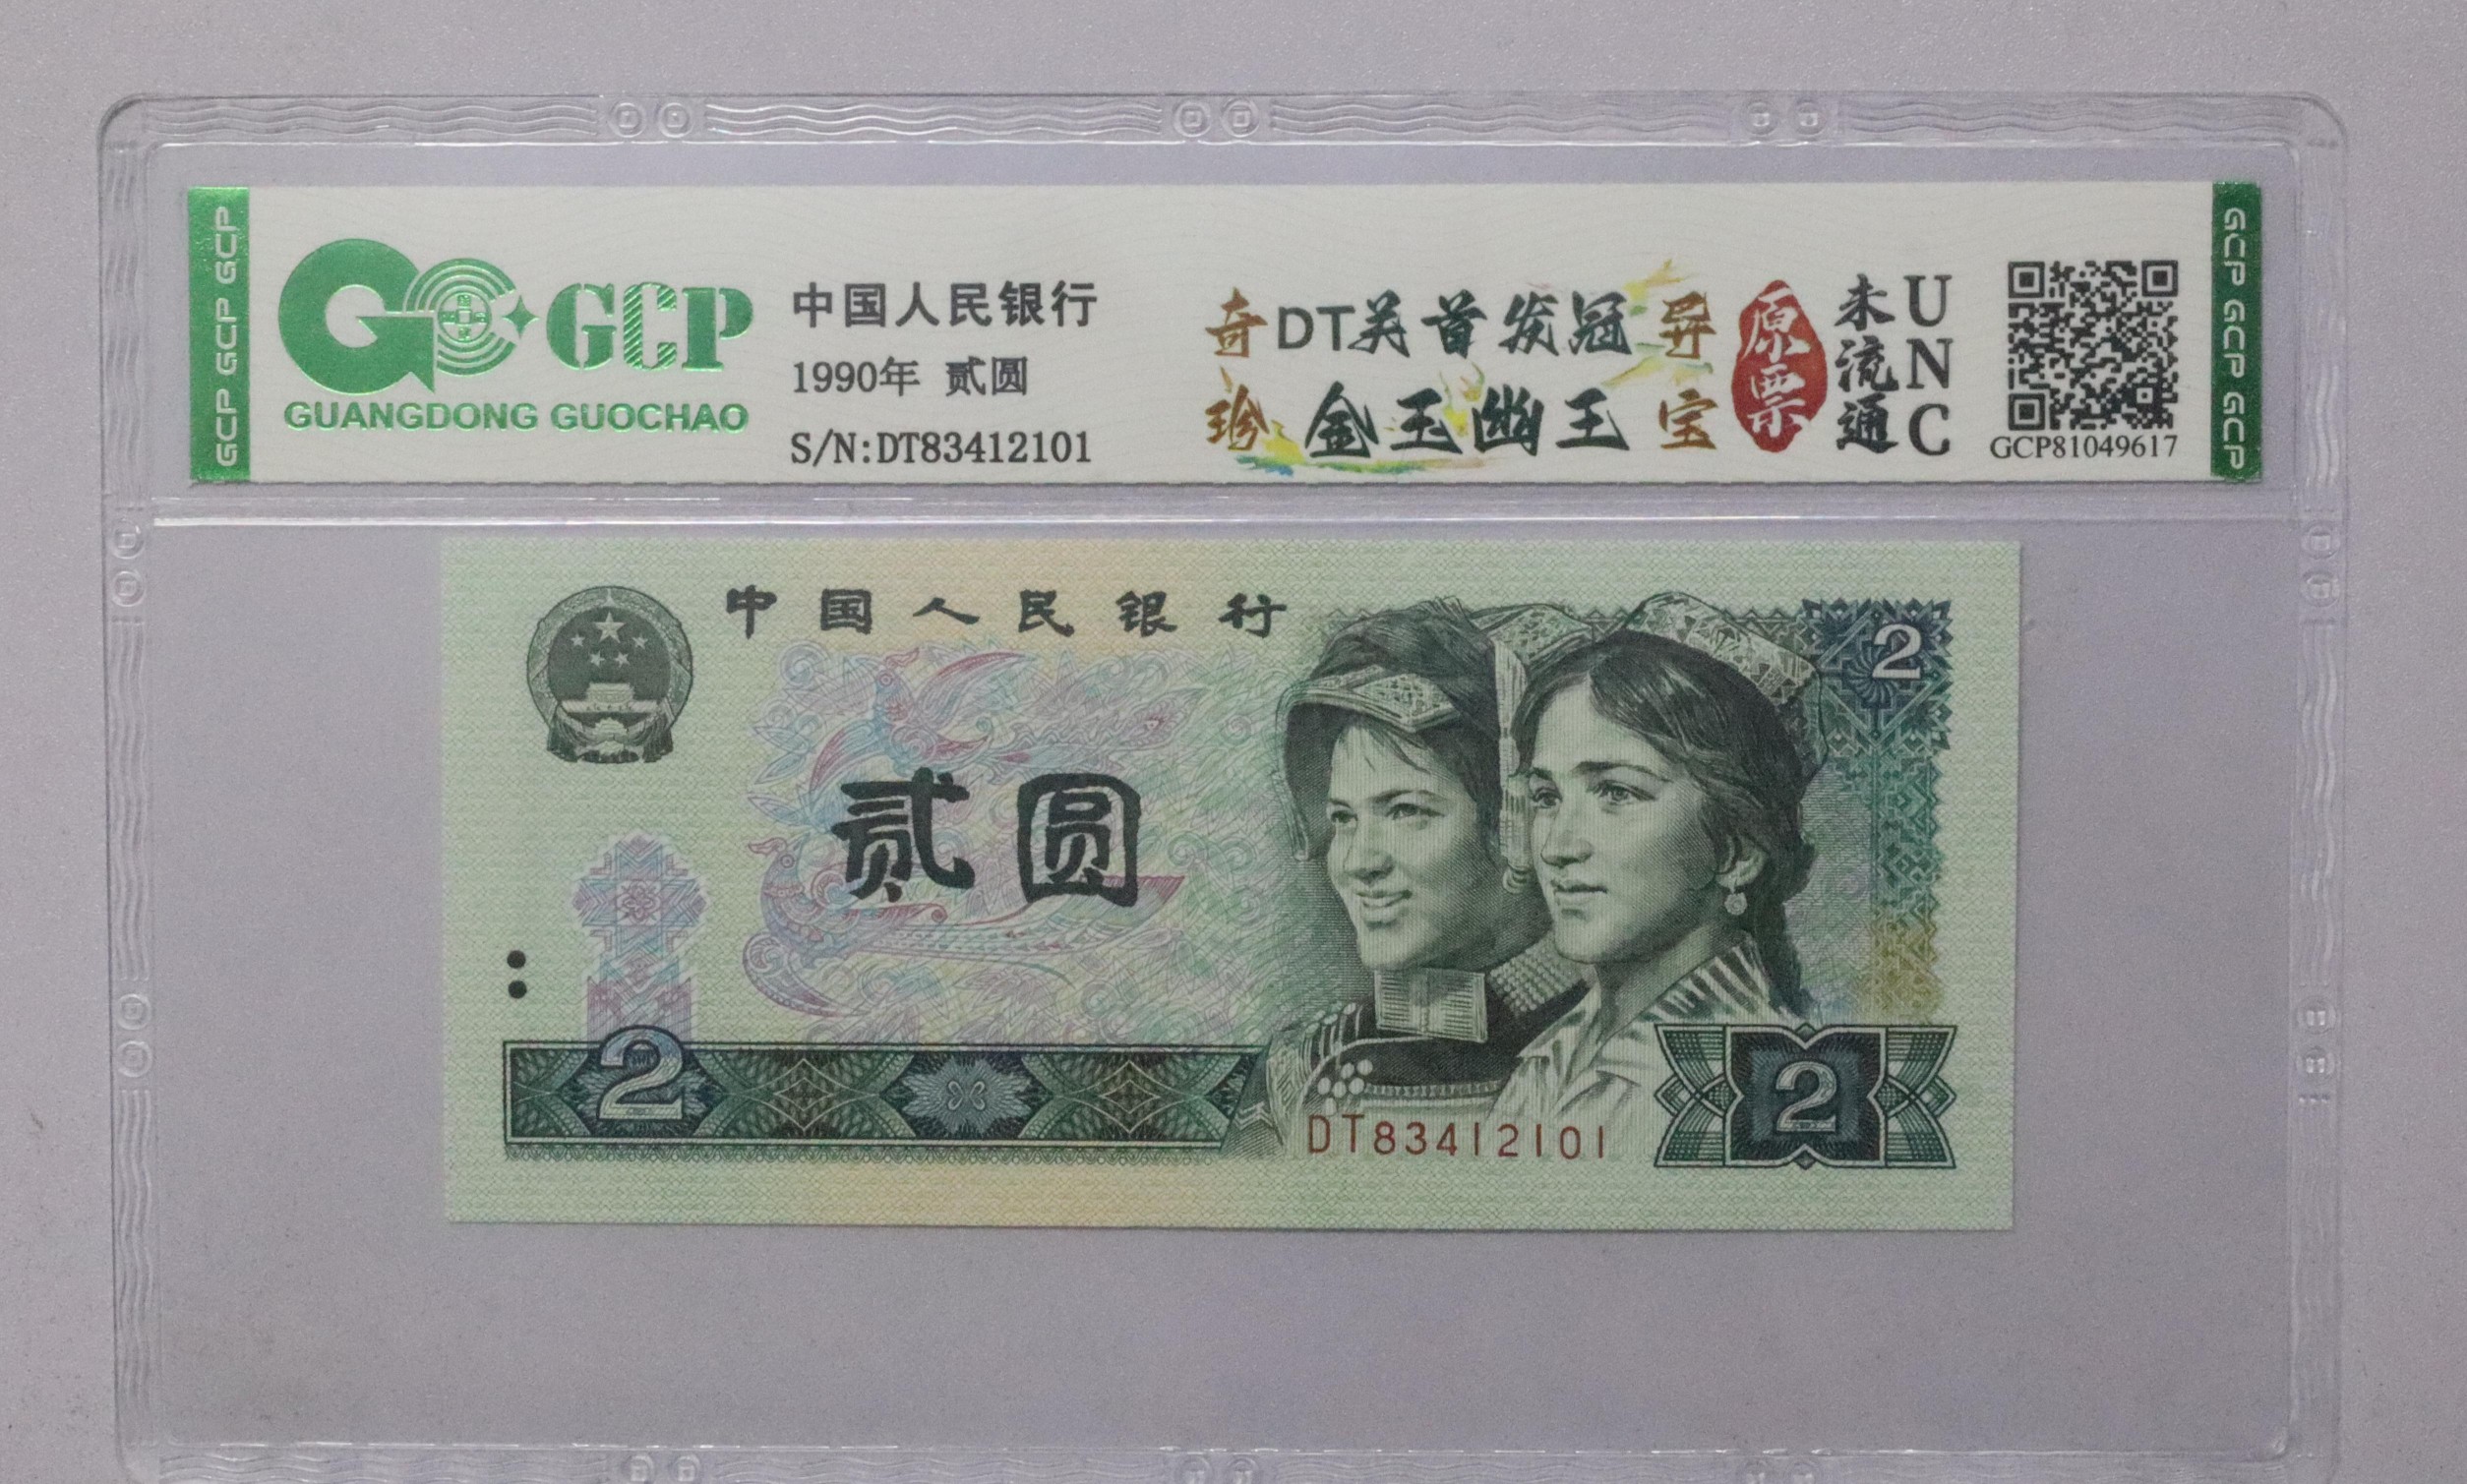 GCP GCP GCP
GCP
GUANGDONG GUOCHAO
中国人民银行
1990年 贰圆
S/N:DT83412101
奇DT英首发冠异
珍金玉幽王宝
原票
未流通
UNC
GCP81049617
GCP GCP GCP
中国人民银行
2
贰圆
2
DT83412101
2